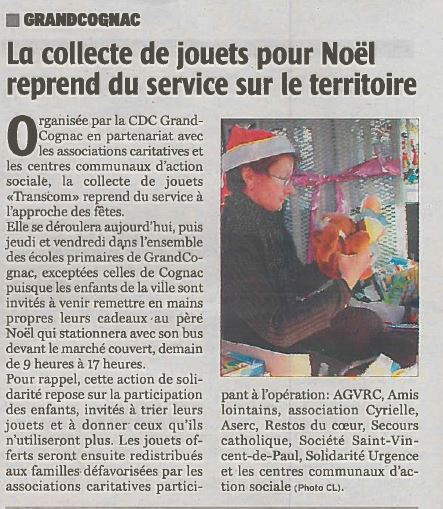 GRANDCOGNAC
La collecte de jouets pour Noël
reprend du service sur le territoire
Organisée par la CDC Grand-
Cognac en partenariat avec
les associations caritatives et
les centres communaux d'action
sociale, la collecte de jouets
«Transcom» reprend du service à
l'approche des fêtes.
Elle se déroulera aujourd'hui, puis
jeudi et vendredi dans l'ensemble
des écoles primaires de GrandCo-
gnac, exceptées celles de Cognac
puisque les enfants de la ville sont
invités à venir remettre en mains
propres leurs cadeaux au père
Noël qui stationnera avec son bus
devant le marché couvert, demain
de 9 heures à 17 heures.
Pour rappel, cette action de soli-
darité repose sur la participation
des enfants, invités à trier leurs
jouets et à donner ceux qu'ils
n'utiliseront plus. Les jouets of-
ferts seront ensuite redistribués
aux familles défavorisées par les
associations caritatives partici-
pant à l'opération: AGVRC, Amis
lointains, association Cyrielle,
Aserc, Restos du cœur, Secours
catholique, Société Saint-Vin-
cent-de-Paul, Solidarité Urgence
et les centres communaux d'ac-
tion sociale (Photo CL).